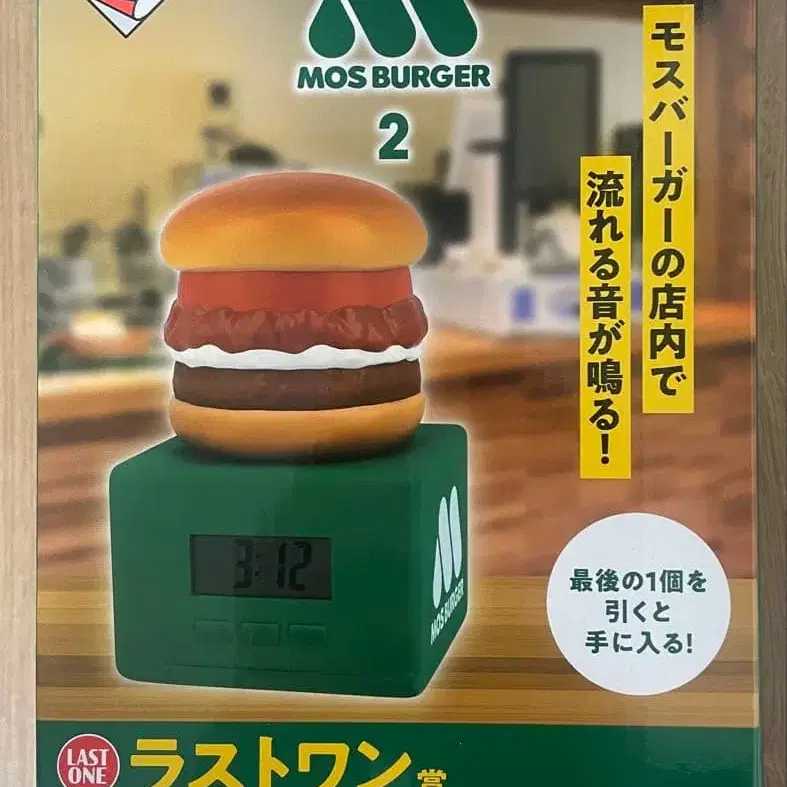 MOS BURGER
2
モスバーガーの店内で
流れる音が鳴る!
3:12
MOS BURGER
最後の1個を
引くと
手に入る!
LAST
ONE
ラストワン賞